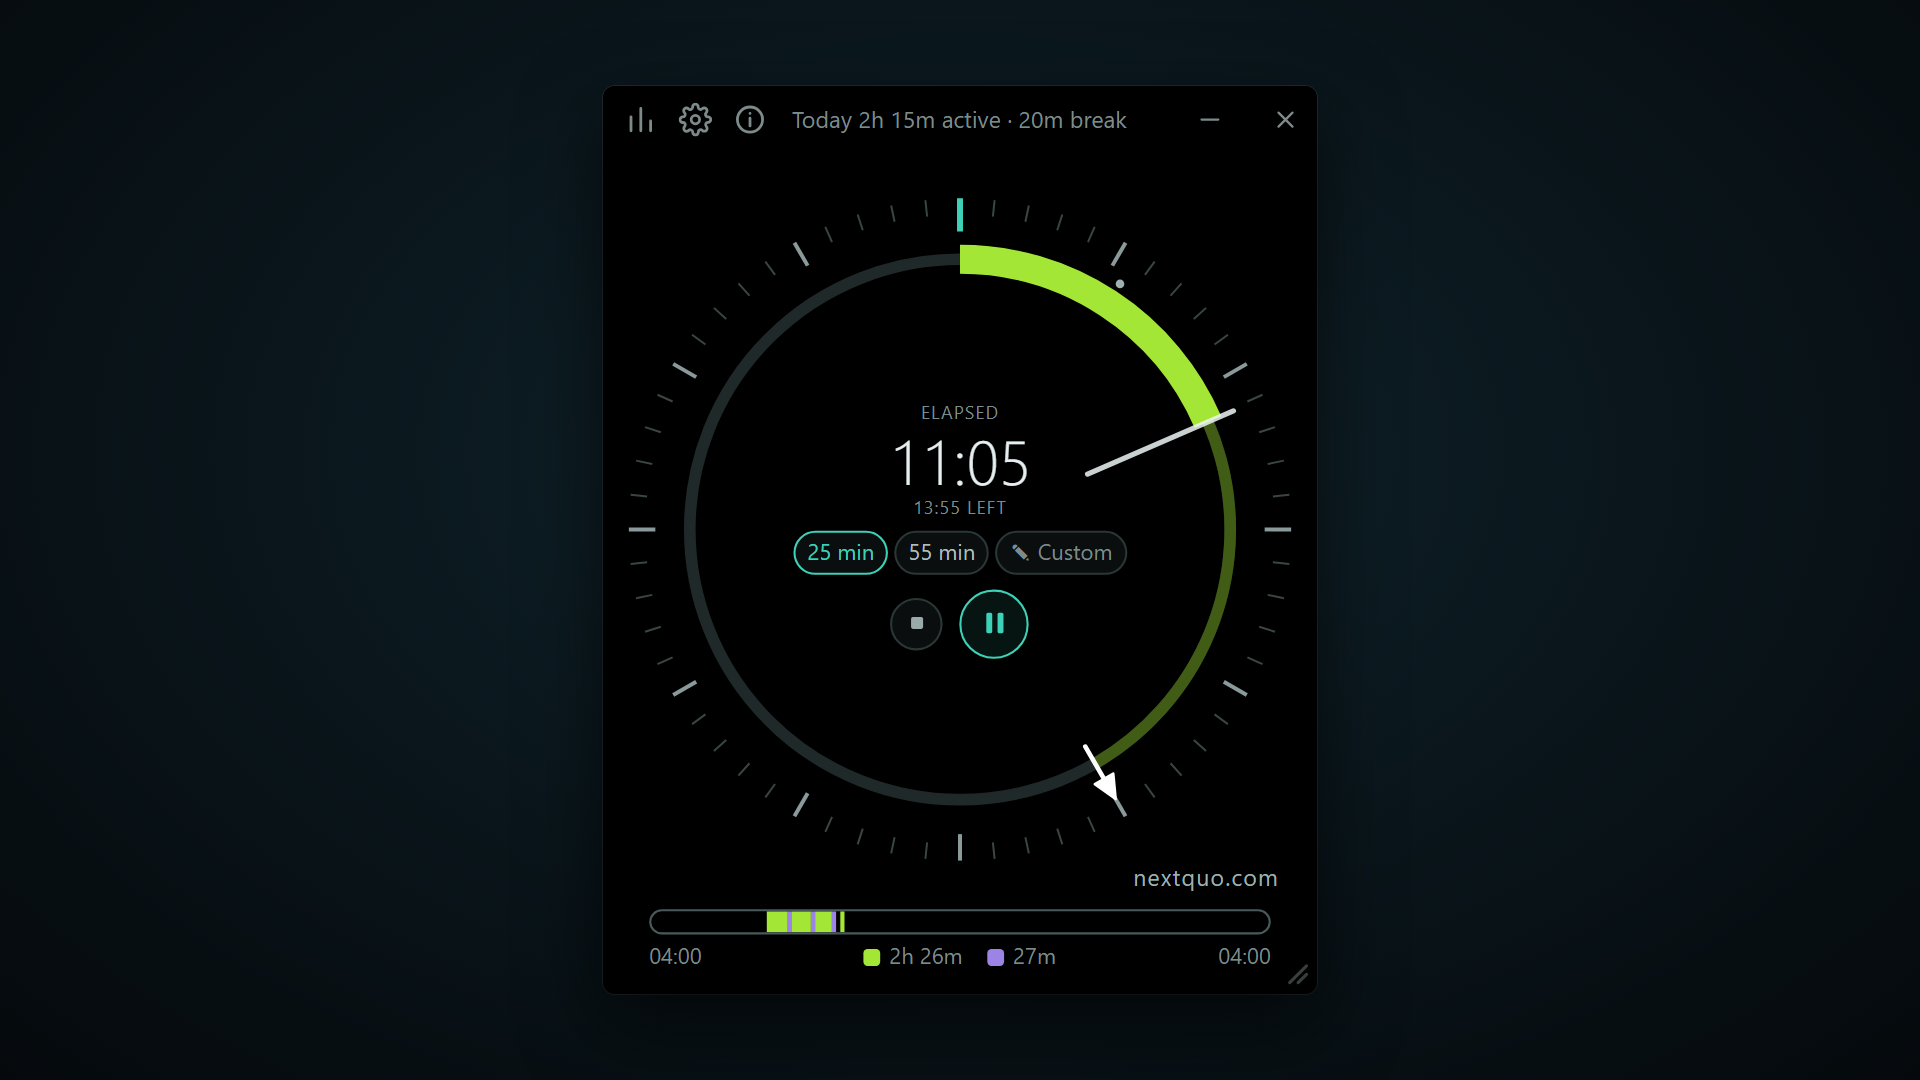 Today 2h 15m active · 20m break
ELAPSED
11:05
13:55 LEFT
25 min 55 min Custom
nextquo.com
04:00 2h 26m 27m 04:00